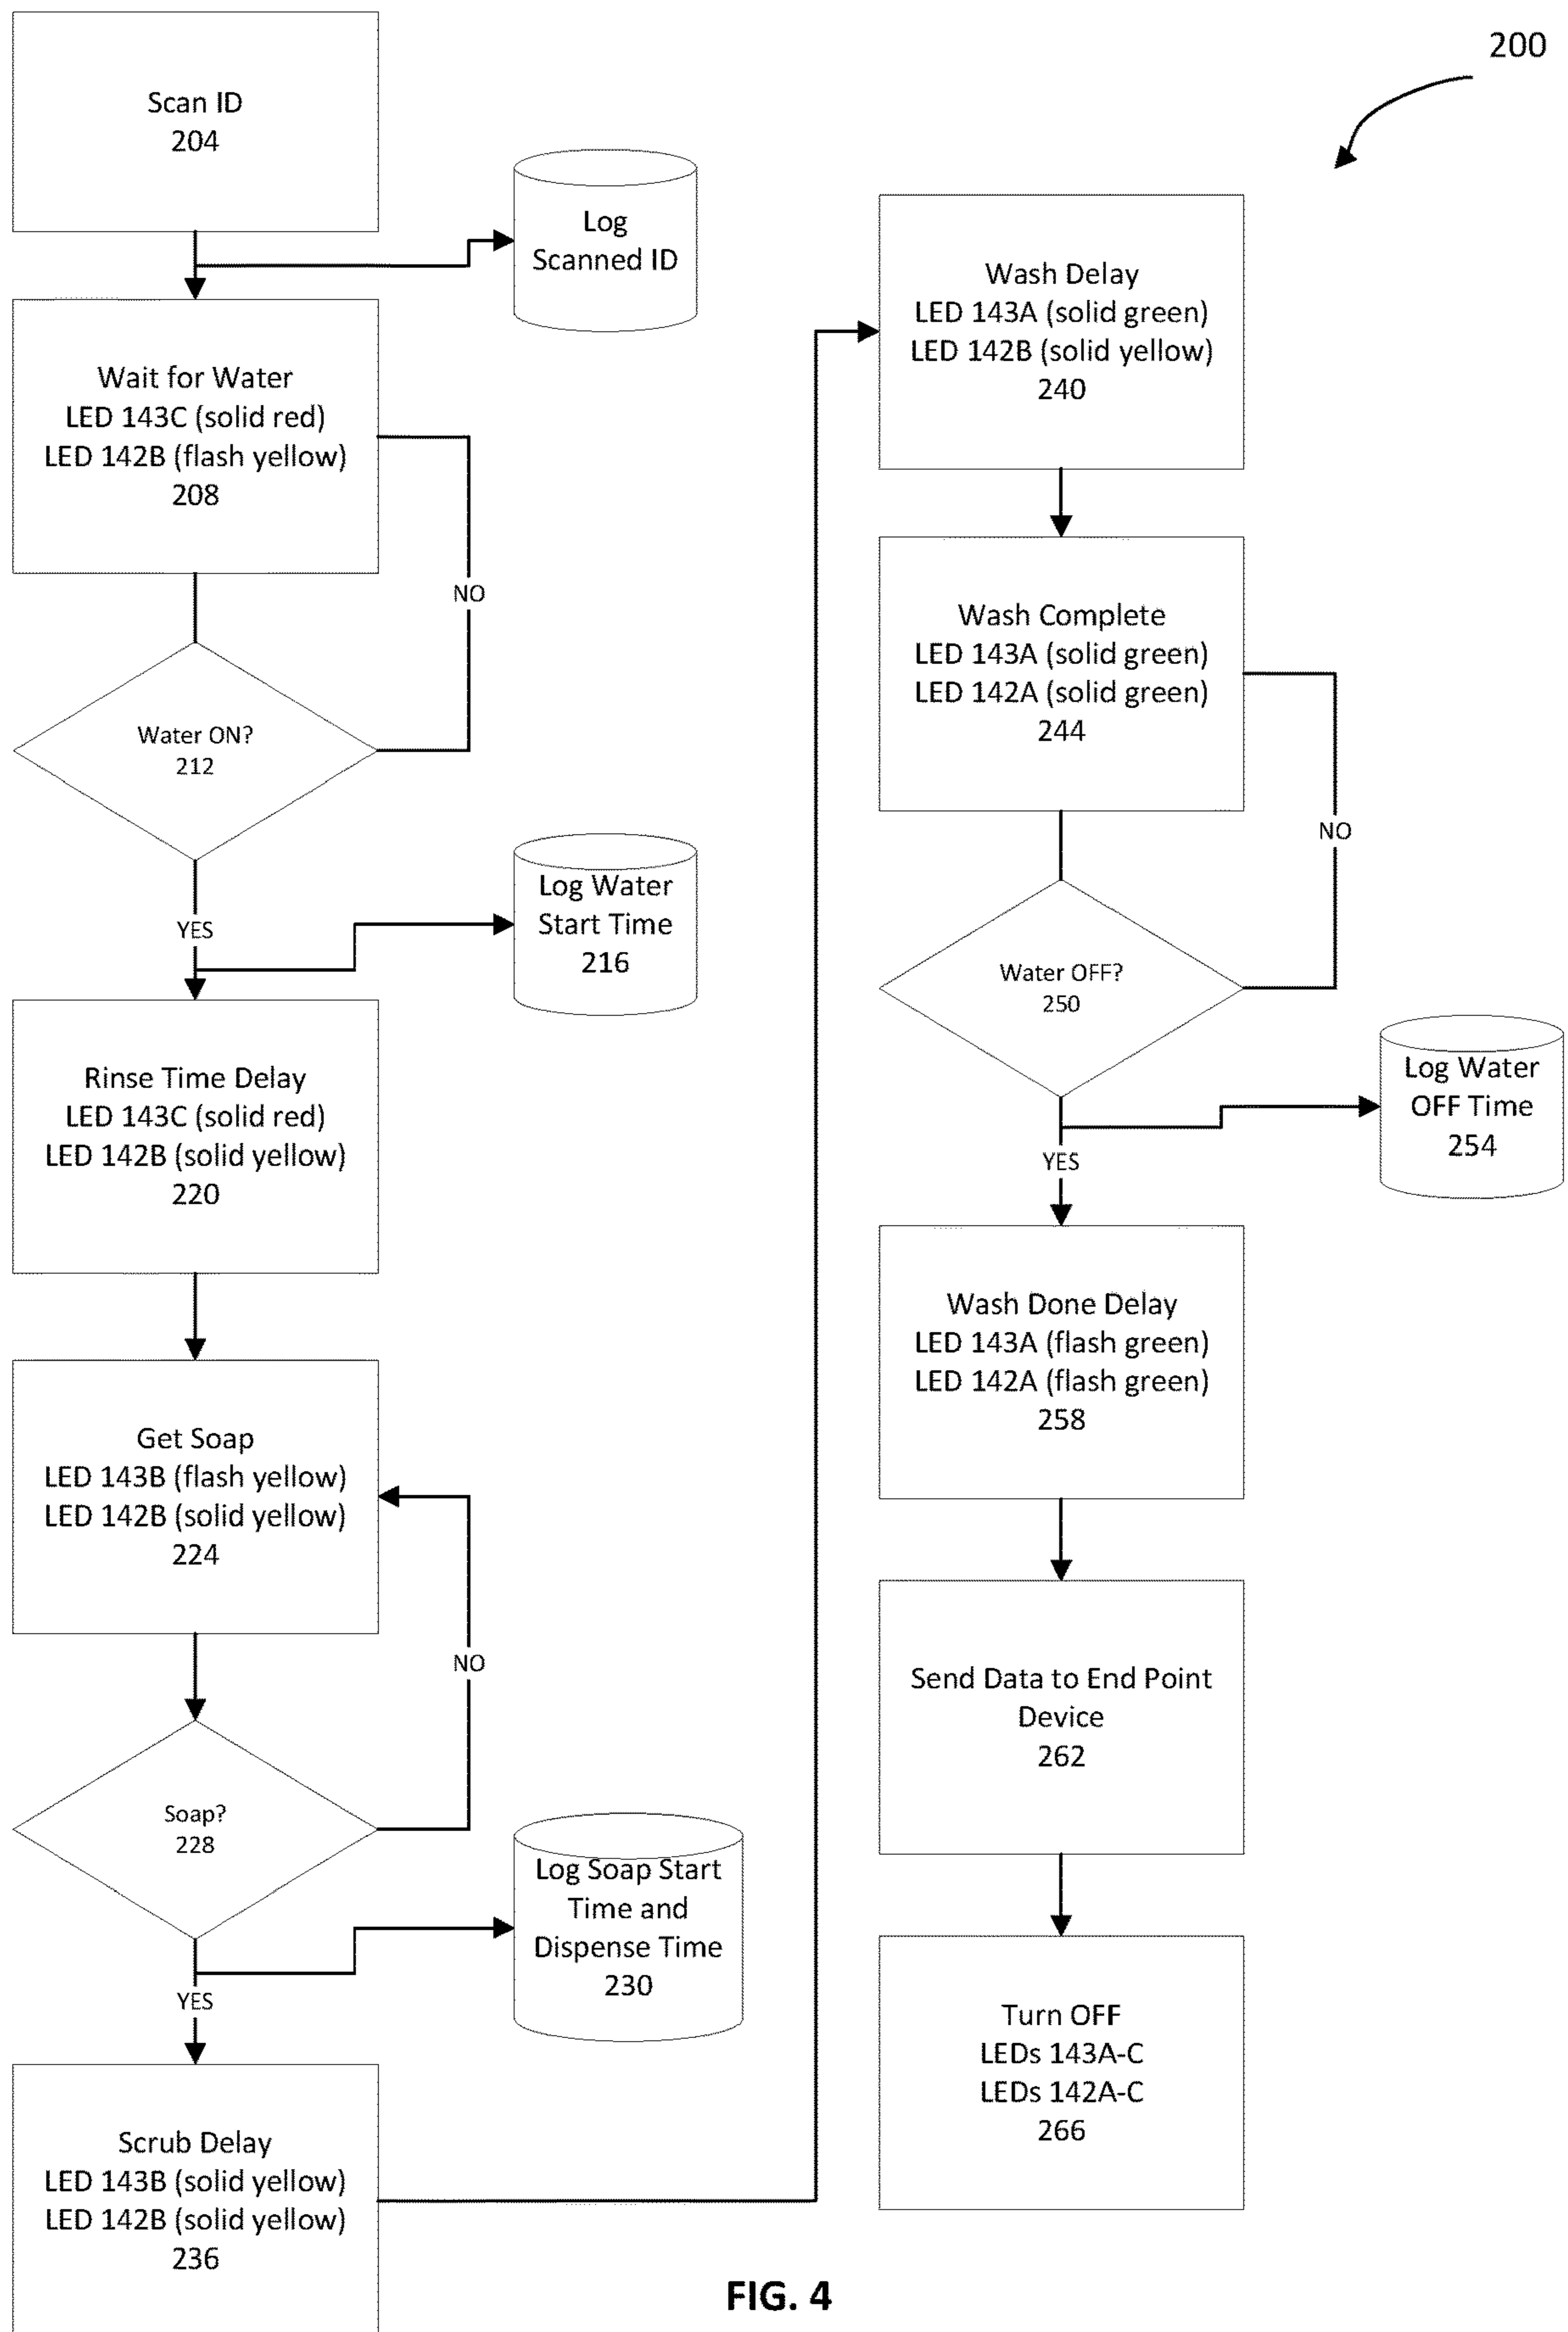 200
Scan ID
204
Log
Scanned ID
Wait for Water
LED 143C (solid red)
LED 142B (flash yellow)
208
NO
Water ON?
212
YES
Log Water
Start Time
216
Rinse Time Delay
LED 143C (solid red)
LED 142B (solid yellow)
220
Get Soap
LED 143B (flash yellow)
LED 142B (solid yellow)
224
NO
Soap?
228
YES
Log Soap Start
Time and
Dispense Time
230
Scrub Delay
LED 143B (solid yellow)
LED 142B (solid yellow)
236
Wash Delay
LED 143A (solid green)
LED 142B (solid yellow)
240
Wash Complete
LED 143A (solid green)
LED 142A (solid green)
244
NO
Water OFF?
250
YES
Log Water
OFF Time
254
Wash Done Delay
LED 143A (flash green)
LED 142A (flash green)
258
Send Data to End Point
Device
262
Turn OFF
LEDs 143A-C
LEDs 142A-C
266
FIG. 4